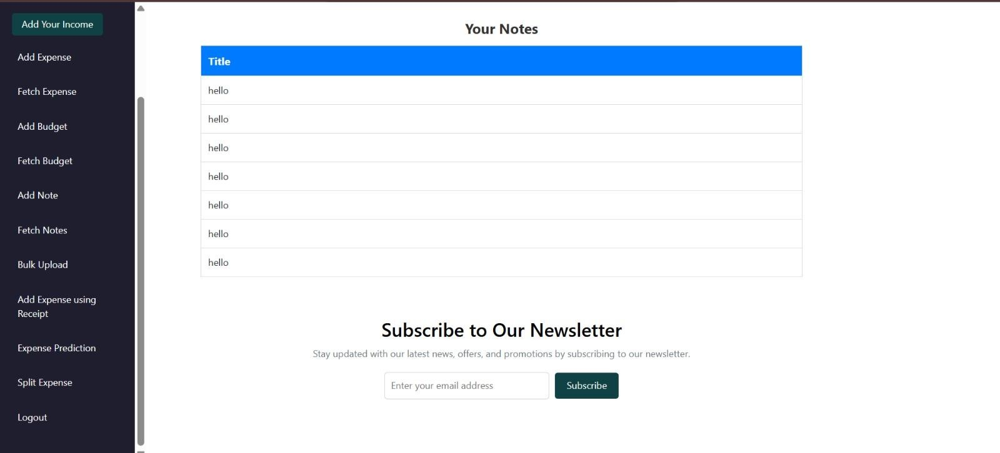 Add Your Income
Add Expense
Fetch Expense
Add Budget
Fetch Budget
Add Note
Fetch Notes
Bulk Upload
Add Expense using
Receipt
Expense Prediction
Split Expense
Logout
Your Notes
Title
hello
hello
hello
hello
hello
hello
hello
Subscribe to Our Newsletter
Stay updated with our latest news, offers, and promotions by subscribing to our newsletter.
Enter your email address
Subscribe